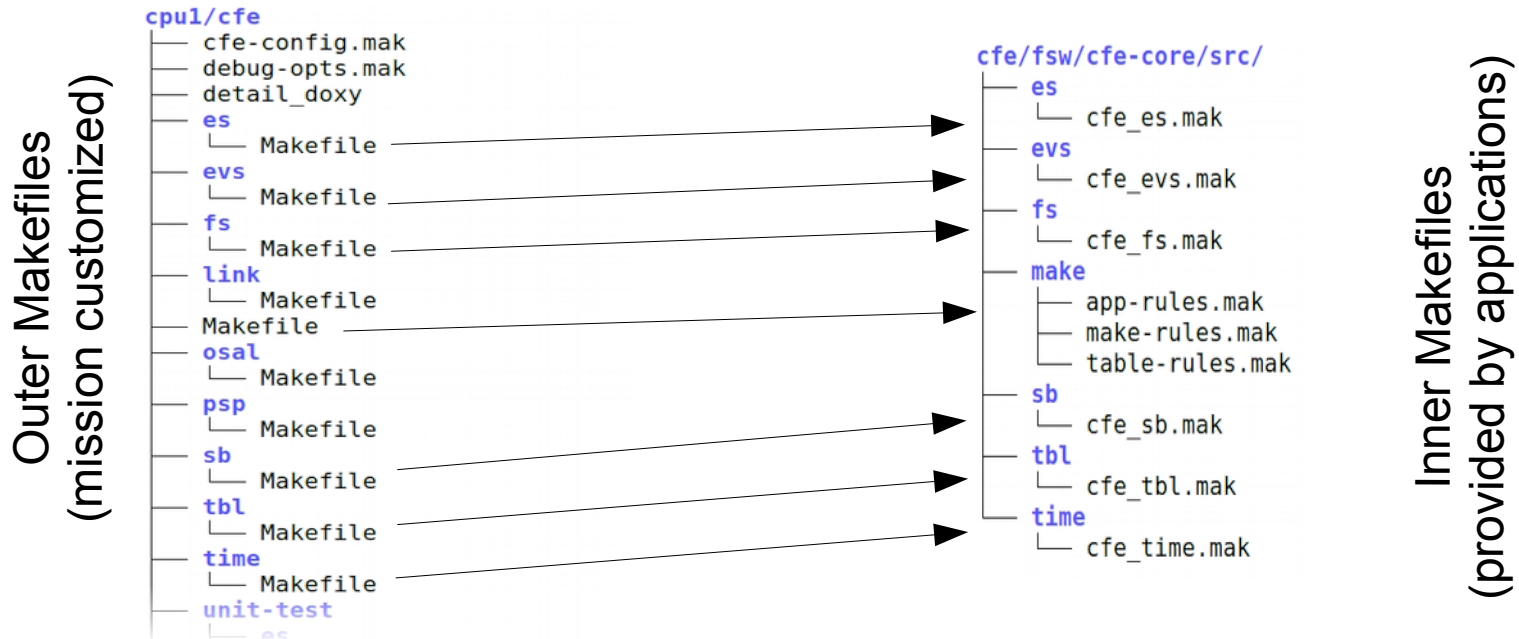 Outer Makefiles
(mission customized)
cpu1/cfe
cfe-config.mak
debug-opts.mak
detail_doxy
es
Makefile
evs
Makefile
fs
Makefile
link
Makefile
Makefile
osal
Makefile
psp
Makefile
sb
Makefile
tbl
Makefile
time
Makefile
unit-test
es
cfe/fsw/cfe-core/src/
es
cfe_es.mak
evs
cfe_evs.mak
fs
cfe_fs.mak
make
app-rules.mak
make-rules.mak
table-rules.mak
sb
cfe_sb.mak
tbl
cfe_tbl.mak
time
cfe_time.mak
Inner Makefiles
(provided by applications)